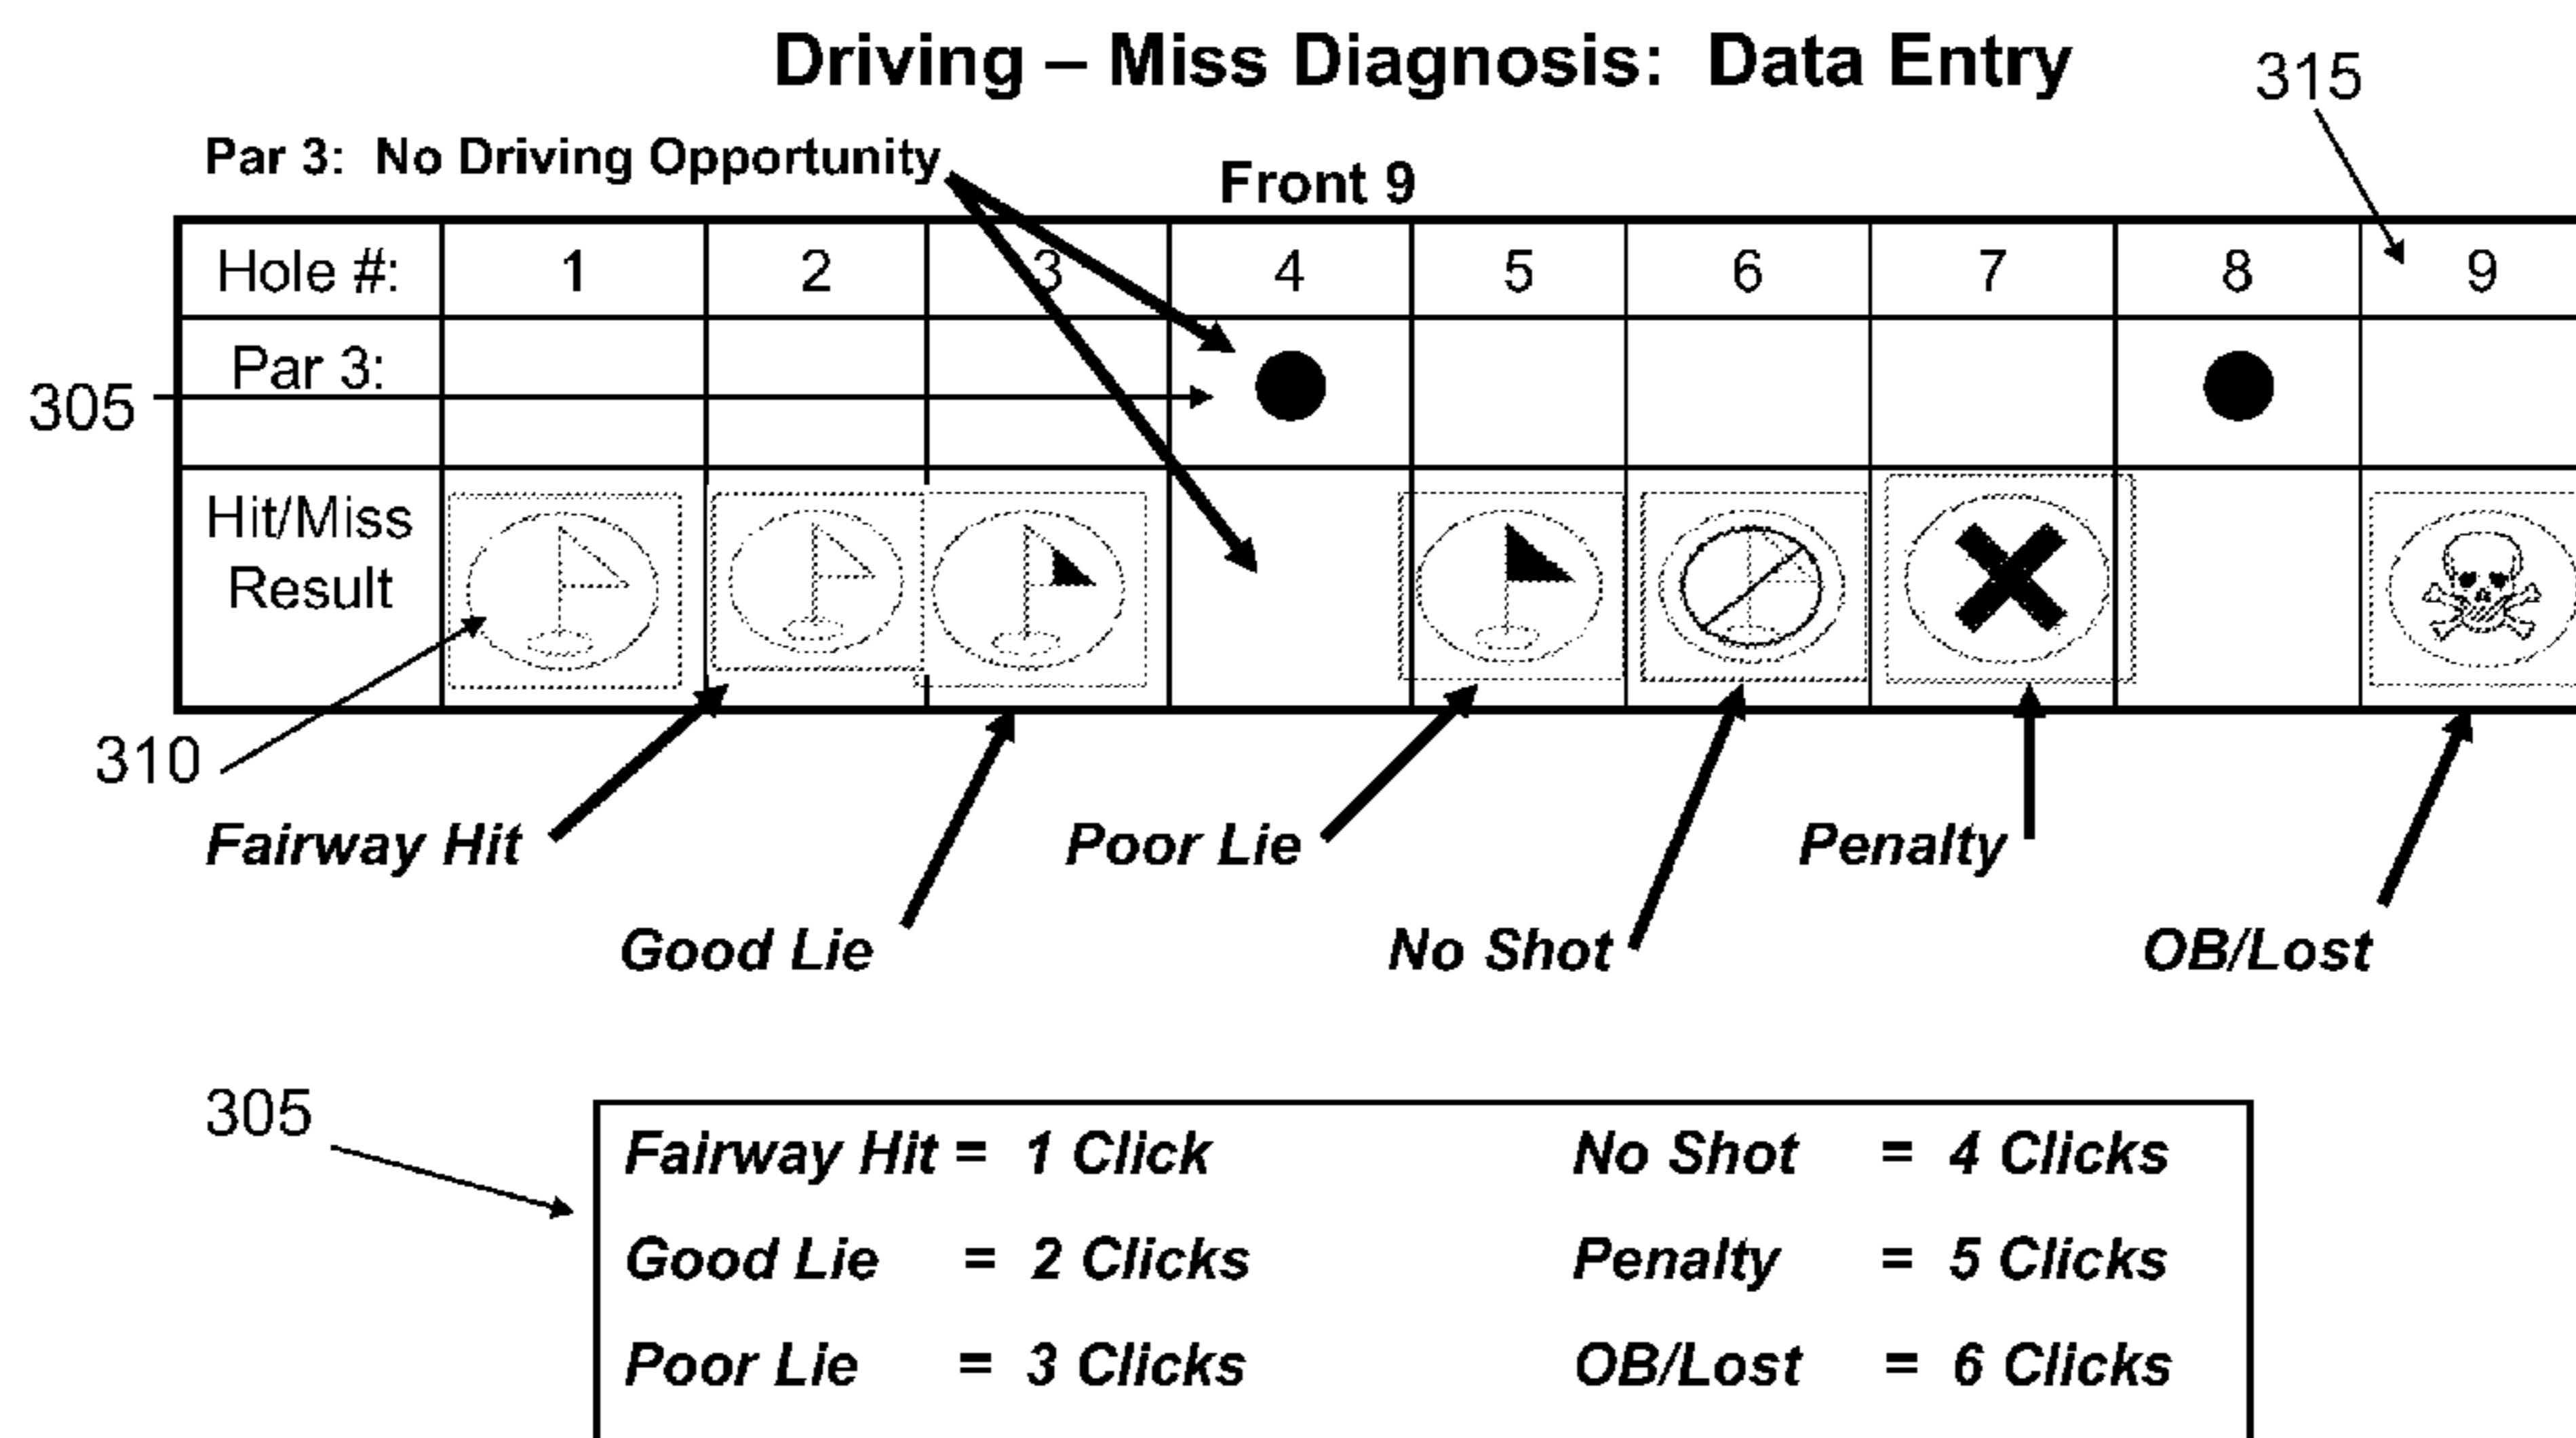 Driving – Miss Diagnosis: Data Entry
315
Par 3: No Driving Opportunity
Front 9
Hole #: 1 2 3 4 5 6 7 8 9
Par 3:
305
Hit/Miss
Result
310
Fairway Hit
Poor Lie
Penalty
Good Lie
No Shot
OB/Lost
305
Fairway Hit = 1 Click No Shot = 4 Clicks
Good Lie = 2 Clicks Penalty = 5 Clicks
Poor Lie = 3 Clicks OB/Lost = 6 Clicks